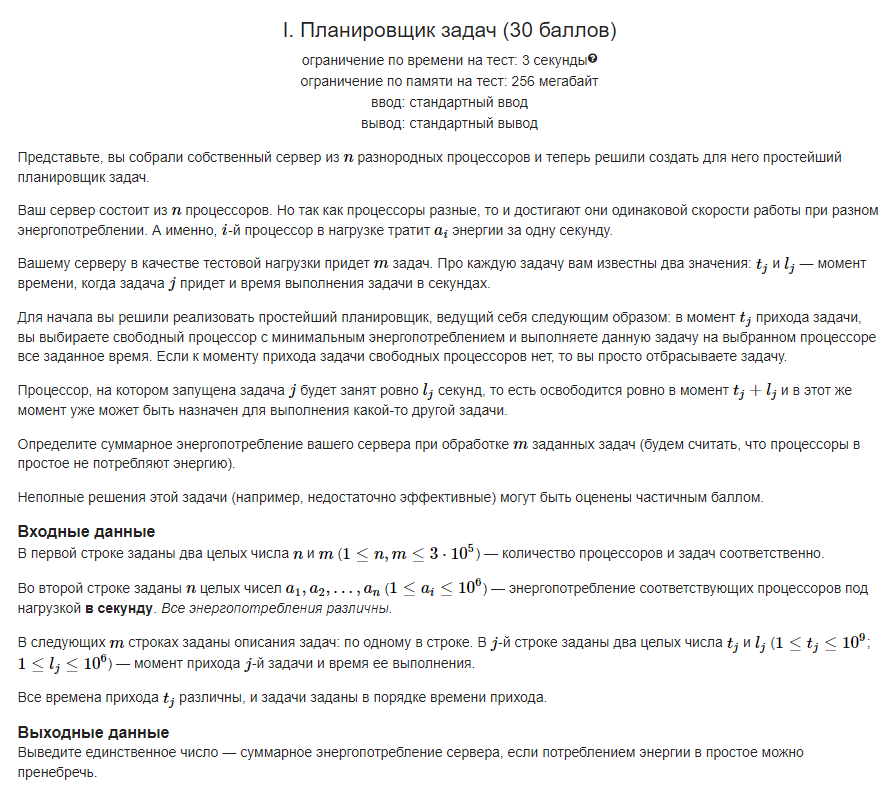 I. Планировщик задач (30 баллов)
ограничение по времени на тест: 3 секунды?
ограничение по памяти на тест: 256 мегабайт
ввод: стандартный ввод
вывод: стандартный вывод
Представьте, вы собрали собственный сервер из n разнородных процессоров и теперь решили создать для него простейший
планировщик задач.
Ваш сервер состоит из n процессоров. Но так как процессоры разные, то и достигают они одинаковой скорости работы при разном
энергопотреблении. А именно, i-й процессор в нагрузке тратит a_i энергии за одну секунду.
Вашему серверу в качестве тестовой нагрузки придет m задач. Про каждую задачу вам известны два значения: t_j и l_j — момент
времени, когда задача j придет и время выполнения задачи в секундах.
Для начала вы решили реализовать простейший планировщик, ведущий себя следующим образом: в момент t_j прихода задачи,
вы выбираете свободный процессор с минимальным энергопотреблением и выполняете данную задачу на выбранном процессоре
все заданное время. Если к моменту прихода задачи свободных процессоров нет, то вы просто отбрасываете задачу.
Процессор, на котором запущена задача j будет занят ровно l_j секунд, то есть освободится ровно в момент t_j + l_j и в этот же
момент уже может быть назначен для выполнения какой-то другой задачи.
Определите суммарное энергопотребление вашего сервера при обработке m заданных задач (будем считать, что процессоры в
простое не потребляют энергию).
Неполные решения этой задачи (например, недостаточно эффективные) могут быть оценены частичным баллом.
Входные данные
В первой строке заданы два целых числа n и m (1 ≤ n, m ≤ 3 · 10^5) — количество процессоров и задач соответственно.
Во второй строке заданы n целых чисел a_1, a_2, . . . , a_n (1 ≤ a_i ≤ 10^6) — энергопотребление соответствующих процессоров под
нагрузкой в секунду. Все энергопотребления различны.
В следующих m строках заданы описания задач: по одному в строке. В j-й строке заданы два целых числа t_j и l_j (1 ≤ t_j ≤ 10^9;
1 ≤ l_j ≤ 10^6) — момент прихода j-й задачи и время ее выполнения.
Все времена прихода t_j различны, и задачи заданы в порядке времени прихода.
Выходные данные
Выведите единственное число — суммарное энергопотребление сервера, если потреблением энергии в простое можно
пренебречь.